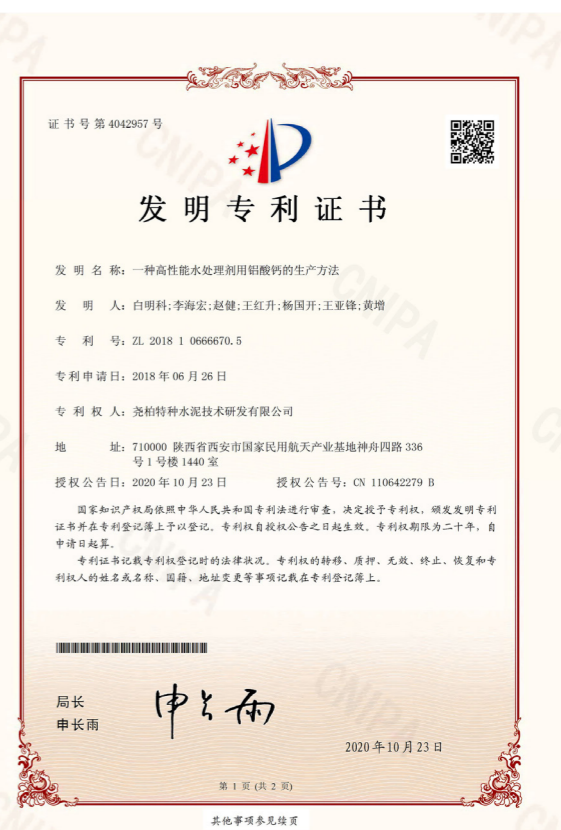 证书号第4042957号
发明专利证书
发明名称：一种高性能水处理剂用铝酸钙的生产方法
发明人：白明科;李海宏;赵健;王红升;杨国开;王亚锋;黄增
专利号：ZL 2018 1 0666670.5
专利申请日：2018年06月26日
专利权人：尧柏特种水泥技术研发有限公司
地址：710000 陕西省西安市国家民用航天产业基地神舟四路336
号1号楼1440室
授权公告日：2020年10月23日 授权公告号：CN 110642279 B
国家知识产权局依照中华人民共和国专利法进行审查，决定授予专利权，颁发发明专利
证书并在专利登记簿上予以登记。专利权自授权公告之日起生效。专利权期限为二十年，自
申请日起算。
专利证书记载专利权登记时的法律状况。专利权的转移、质押、无效、终止、恢复和专
利权人的姓名或名称、国籍、地址变更等事项记载在专利登记簿上。
局长
申长雨
申长雨
2020年10月23日
第 1 页 (共 2 页)
其他事项参见续页
CNIPA
CNIPA
CNIPA
CNIPA